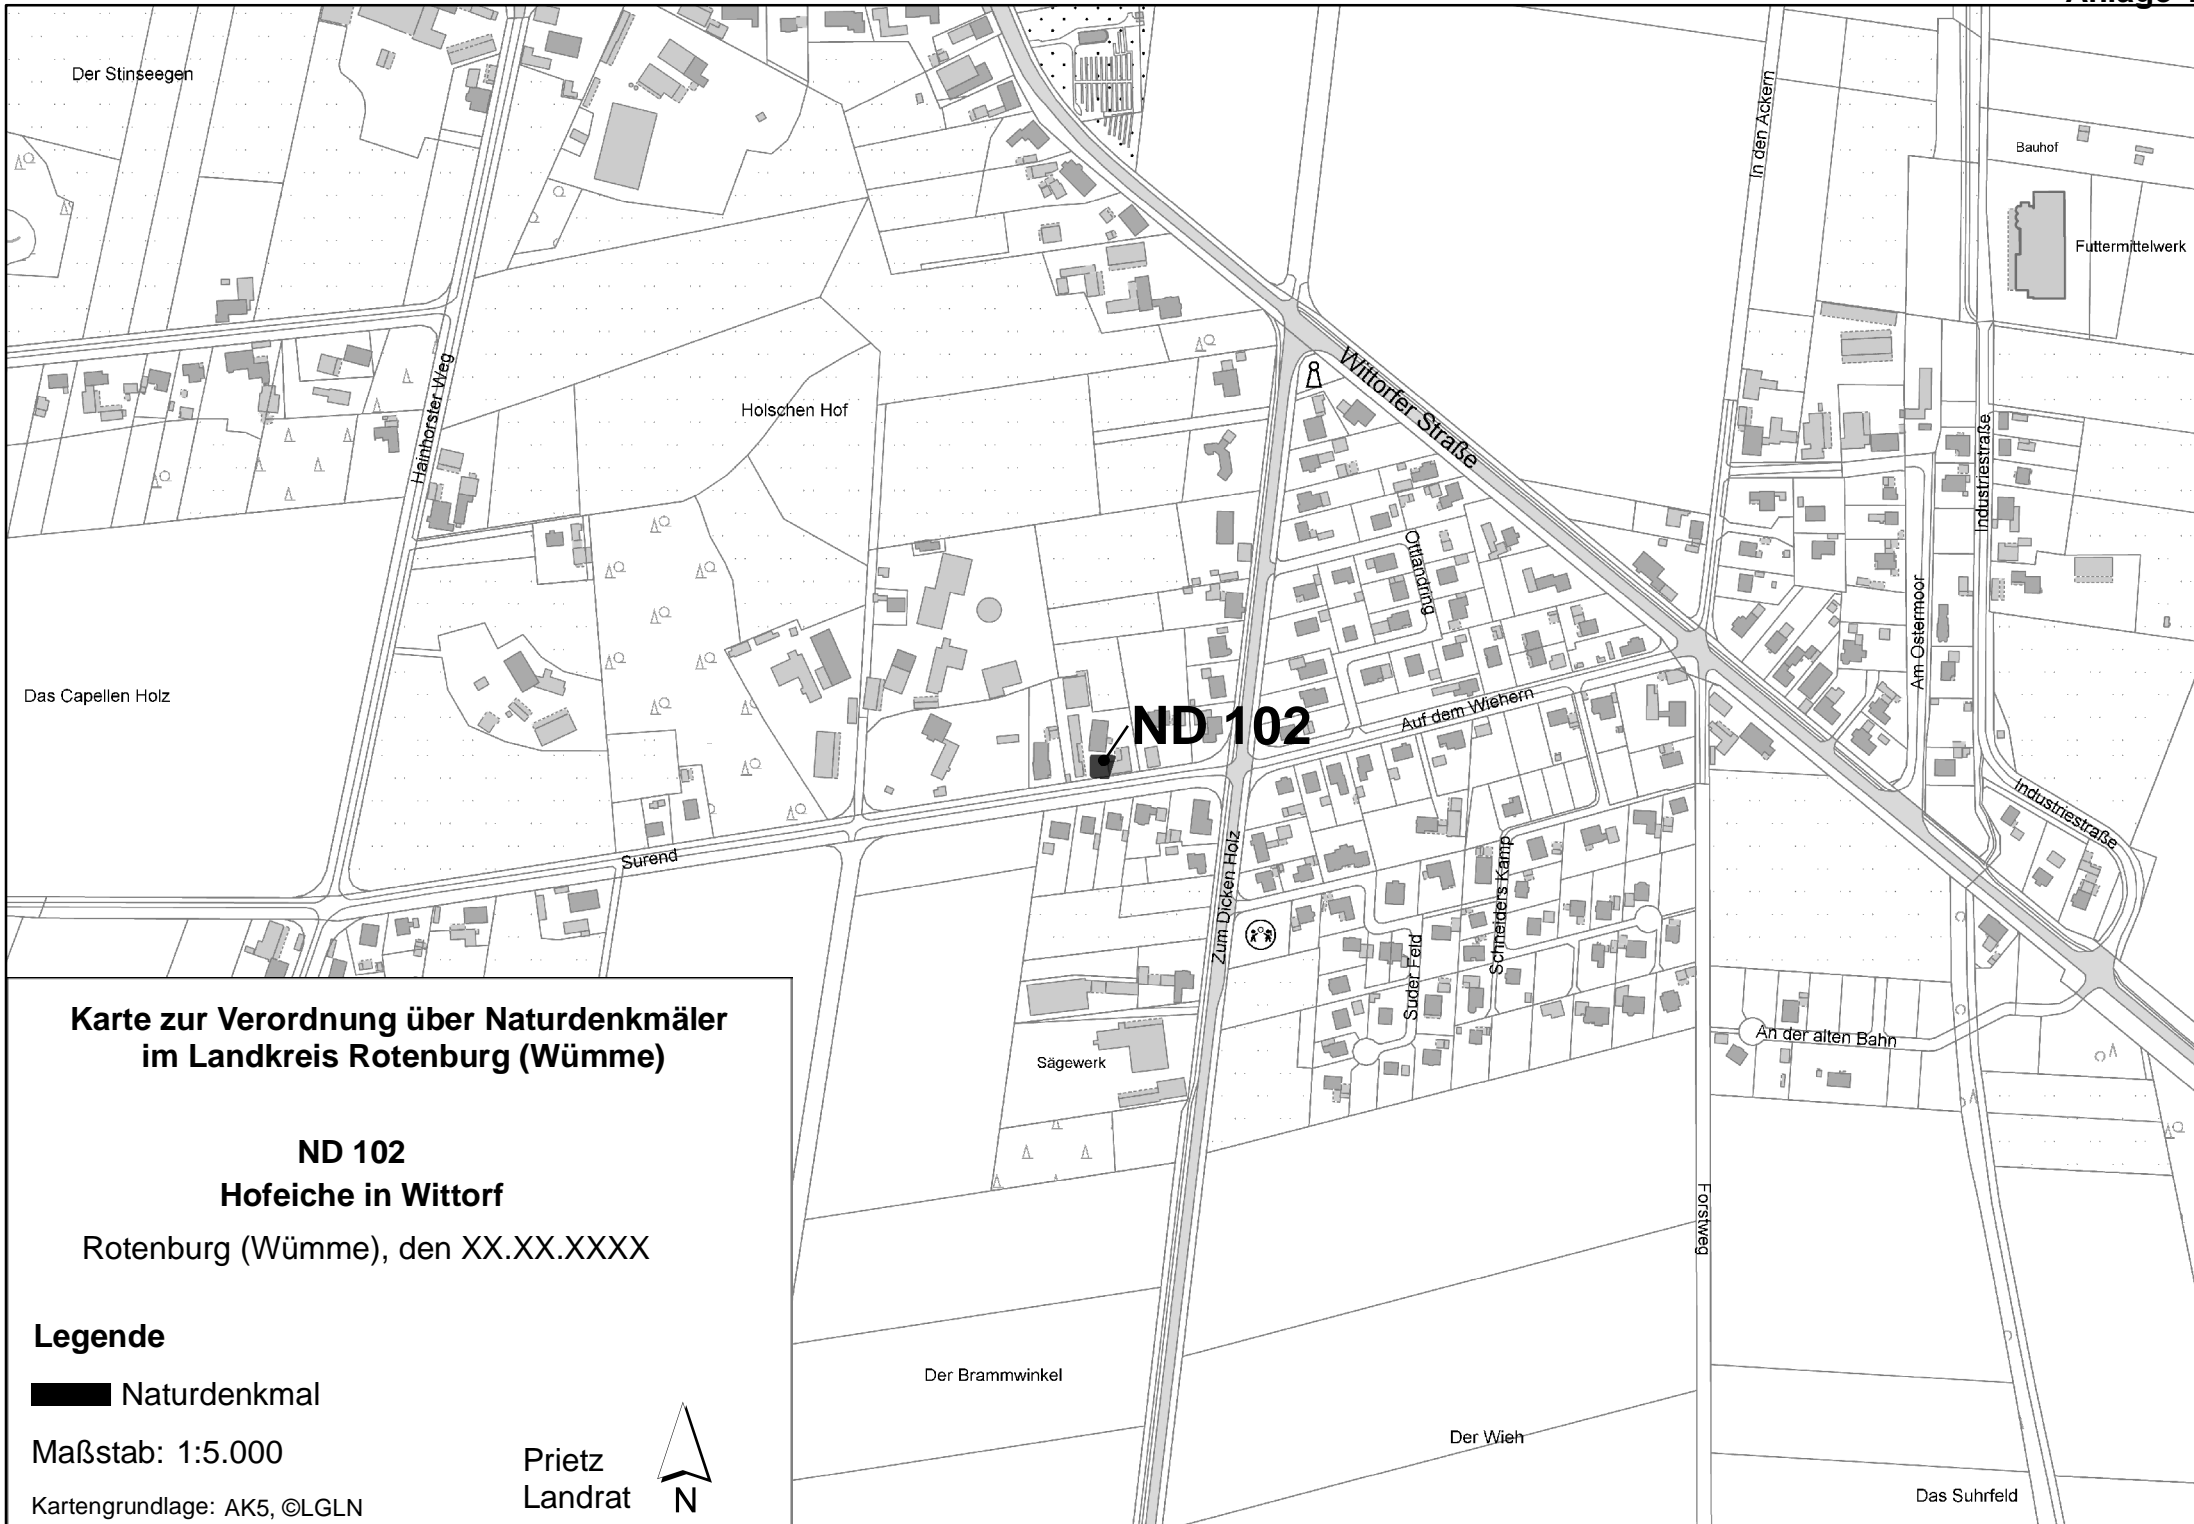 Der Stinseegen
In den Äckern
Bauhof
Futtermittelwerk
Hainhorster Weg
Holschen Hof
Wittorfer Straße
Industriestraße
Ottlandring
Am Ostermoor
Das Capellen Holz
ND 102
Auf dem Wiehern
Industriestraße
Surend
Zum Dicken Holz
Schneiders Kamp
Suder Feld
An der alten Bahn
Sägewerk
Forstweg
Der Brammwinkel
Der Wieh
Das Suhrfeld
Karte zur Verordnung über Naturdenkmäler
im Landkreis Rotenburg (Wümme)
ND 102
Hofeiche in Wittorf
Rotenburg (Wümme), den XX.XX.XXXX
Legende
Naturdenkmal
Maßstab: 1:5.000
Prietz
Landrat
N
Kartengrundlage: AK5, ©LGLN